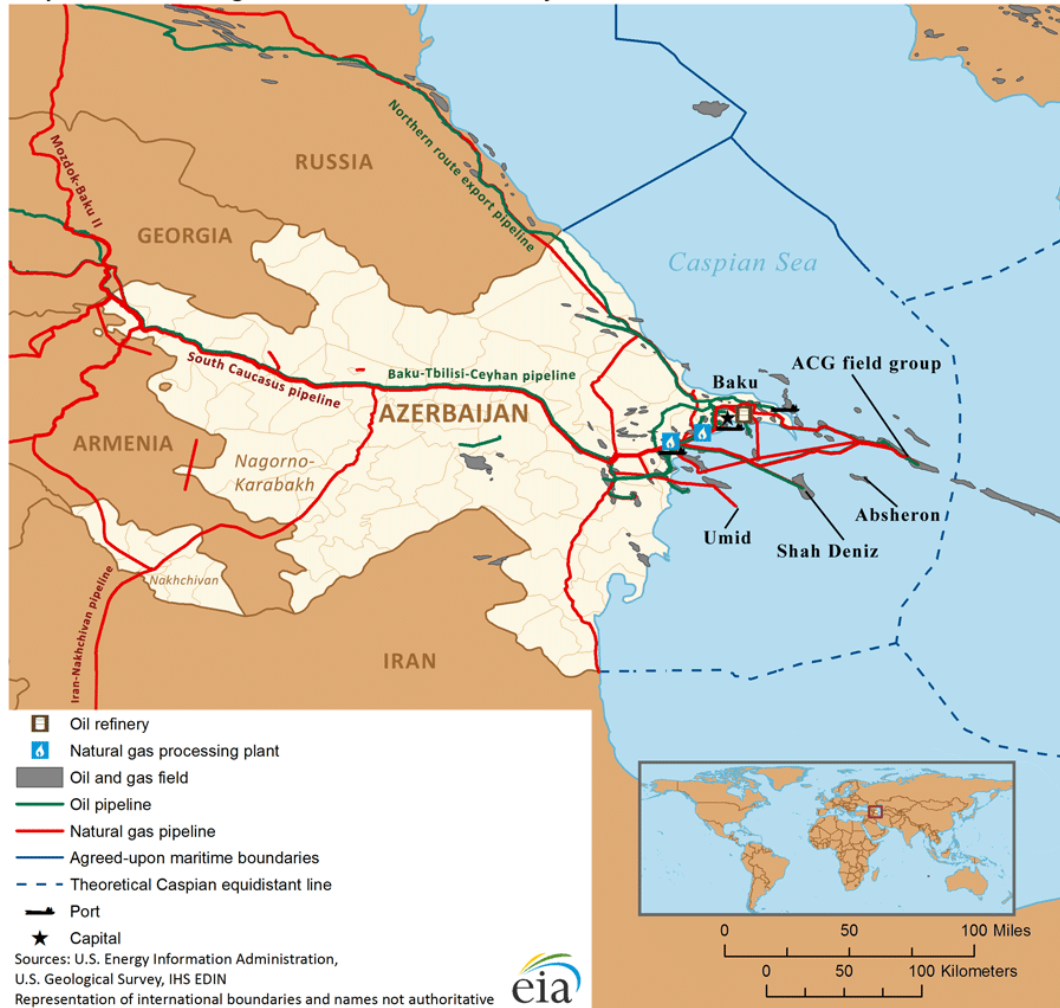 RUSSIA
Northern route export pipeline
Mozdok-Baku II
GEORGIA
Caspian Sea
ACG field group
Baku
South Caucasus pipeline
Baku-Tbilisi-Ceyhan pipeline
AZERBAIJAN
ARMENIA
Nagorno-
Karabakh
Absheron
Umid
Shah Deniz
Nakhchivan
Iran-Nakhchivan pipeline
IRAN
Oil refinery
Natural gas processing plant
Oil and gas field
Oil pipeline
Natural gas pipeline
Agreed-upon maritime boundaries
Theoretical Caspian equidistant line
Port
Capital
Sources: U.S. Energy Information Administration,
U.S. Geological Survey, IHS EDIN
Representation of international boundaries and names not authoritative
eia
0 50 100 Miles
0 50 100 Kilometers